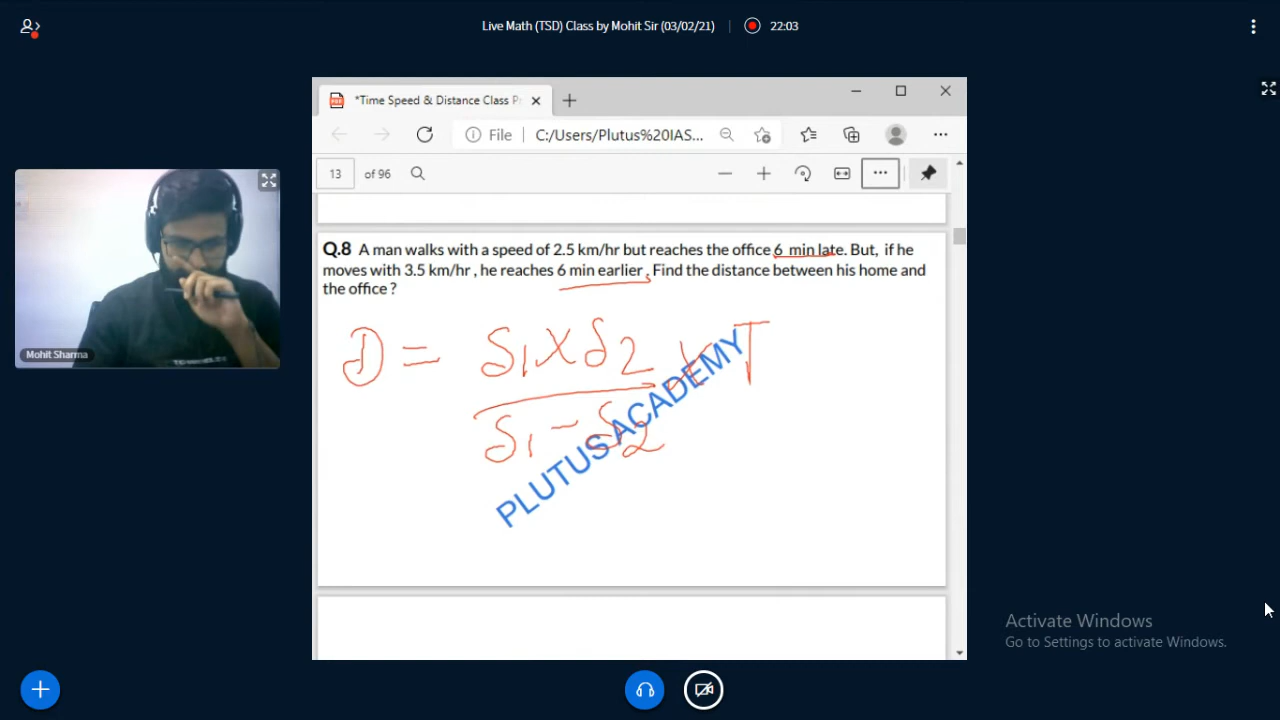 Live Math (TSD) Class by Mohit Sir (03/02/21)
22:03
*Time Speed & Distance Class Pr
File
C:/Users/Plutus%20IAS...
13
of 96
Q.8 A man walks with a speed of 2.5 km/hr but reaches the office 6 min late. But, if he
moves with 3.5 km/hr , he reaches 6 min earlier . Find the distance between his home and
the office ?
D = S1 X S2 X T
S1 - S2
PLUTUS ACADEMY
Mohit Sharma
Activate Windows
Go to Settings to activate Windows.